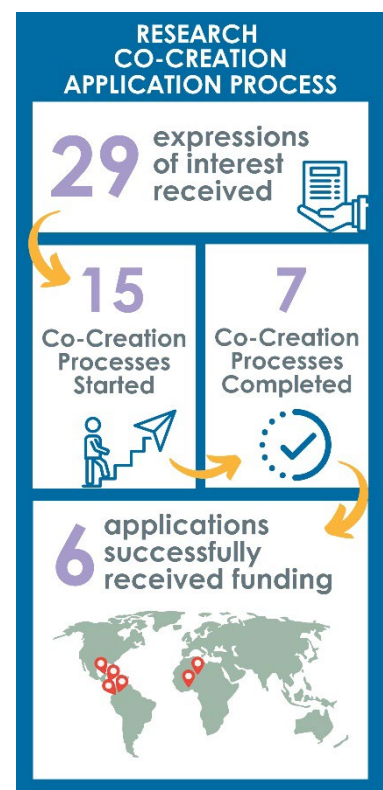 RESEARCH
CO-CREATION
APPLICATION PROCESS
29
expressions
of interest
received
15
Co-Creation
Processes
Started
7
Co-Creation
Processes
Completed
6
applications
successfully
received funding